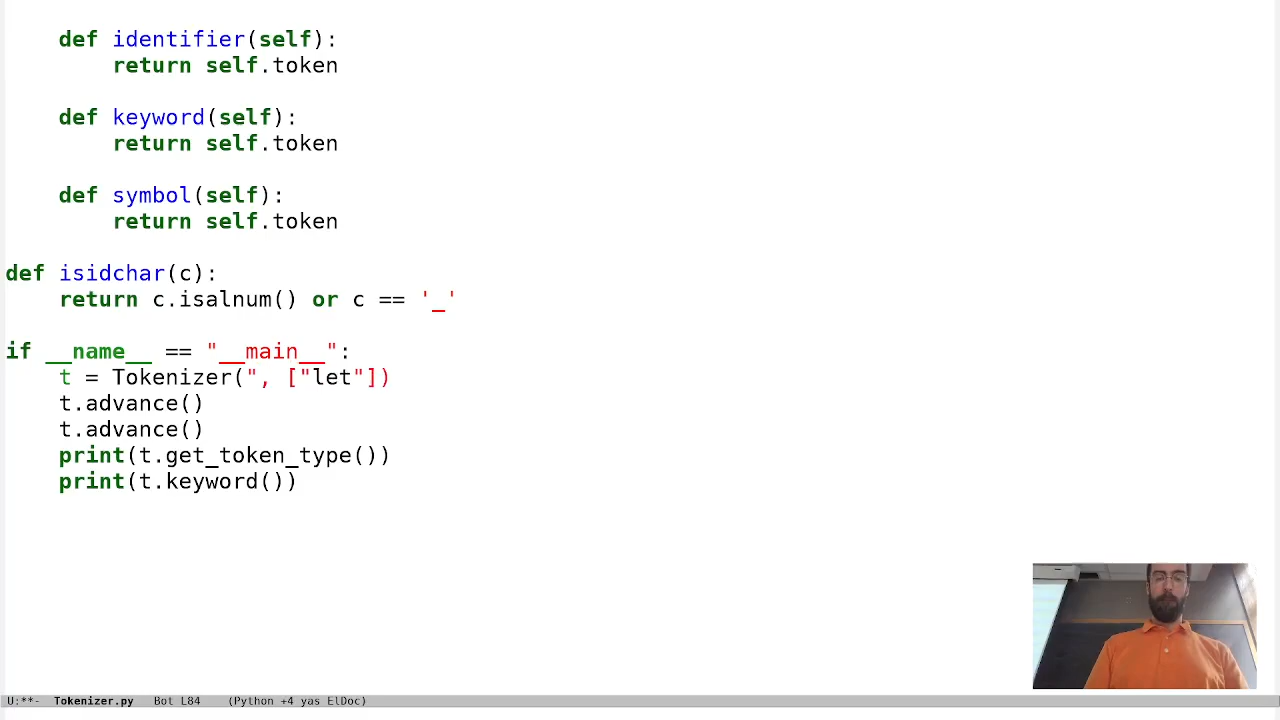 def identifier(self):
return self.token
def keyword(self):
return self.token
def symbol(self):
return self.token
def isidchar(c):
return c.isalnum() or c == '_'
if __name__ == "__main__":
t = Tokenizer(", ["let"])
t.advance()
t.advance()
print(t.get_token_type())
print(t.keyword())
U:**- Tokenizer.py Bot L84 (Python +4 yas ElDoc)